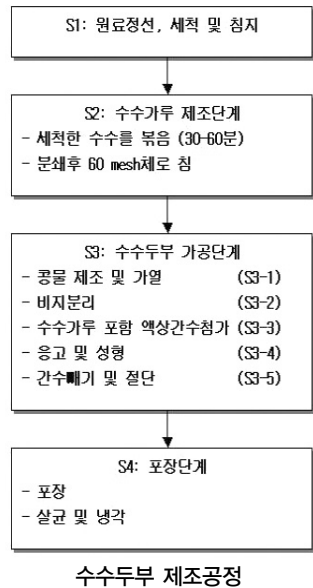 S1: 원료정선, 세척 및 침지
S2: 수수가루 제조단계
- 세척한 수수를 볶음 (30-60분)
- 분쇄후 60 mesh체로 침
S3: 수수두부 가공단계
- 콩물 제조 및 가열 (S3-1)
- 비지분리 (S3-2)
- 수수가루 포함 액상간수첨가 (S3-3)
- 응고 및 성형 (S3-4)
- 간수빼기 및 절단 (S3-5)
S4: 포장단계
- 포장
- 살균 및 냉각
수수두부 제조공정